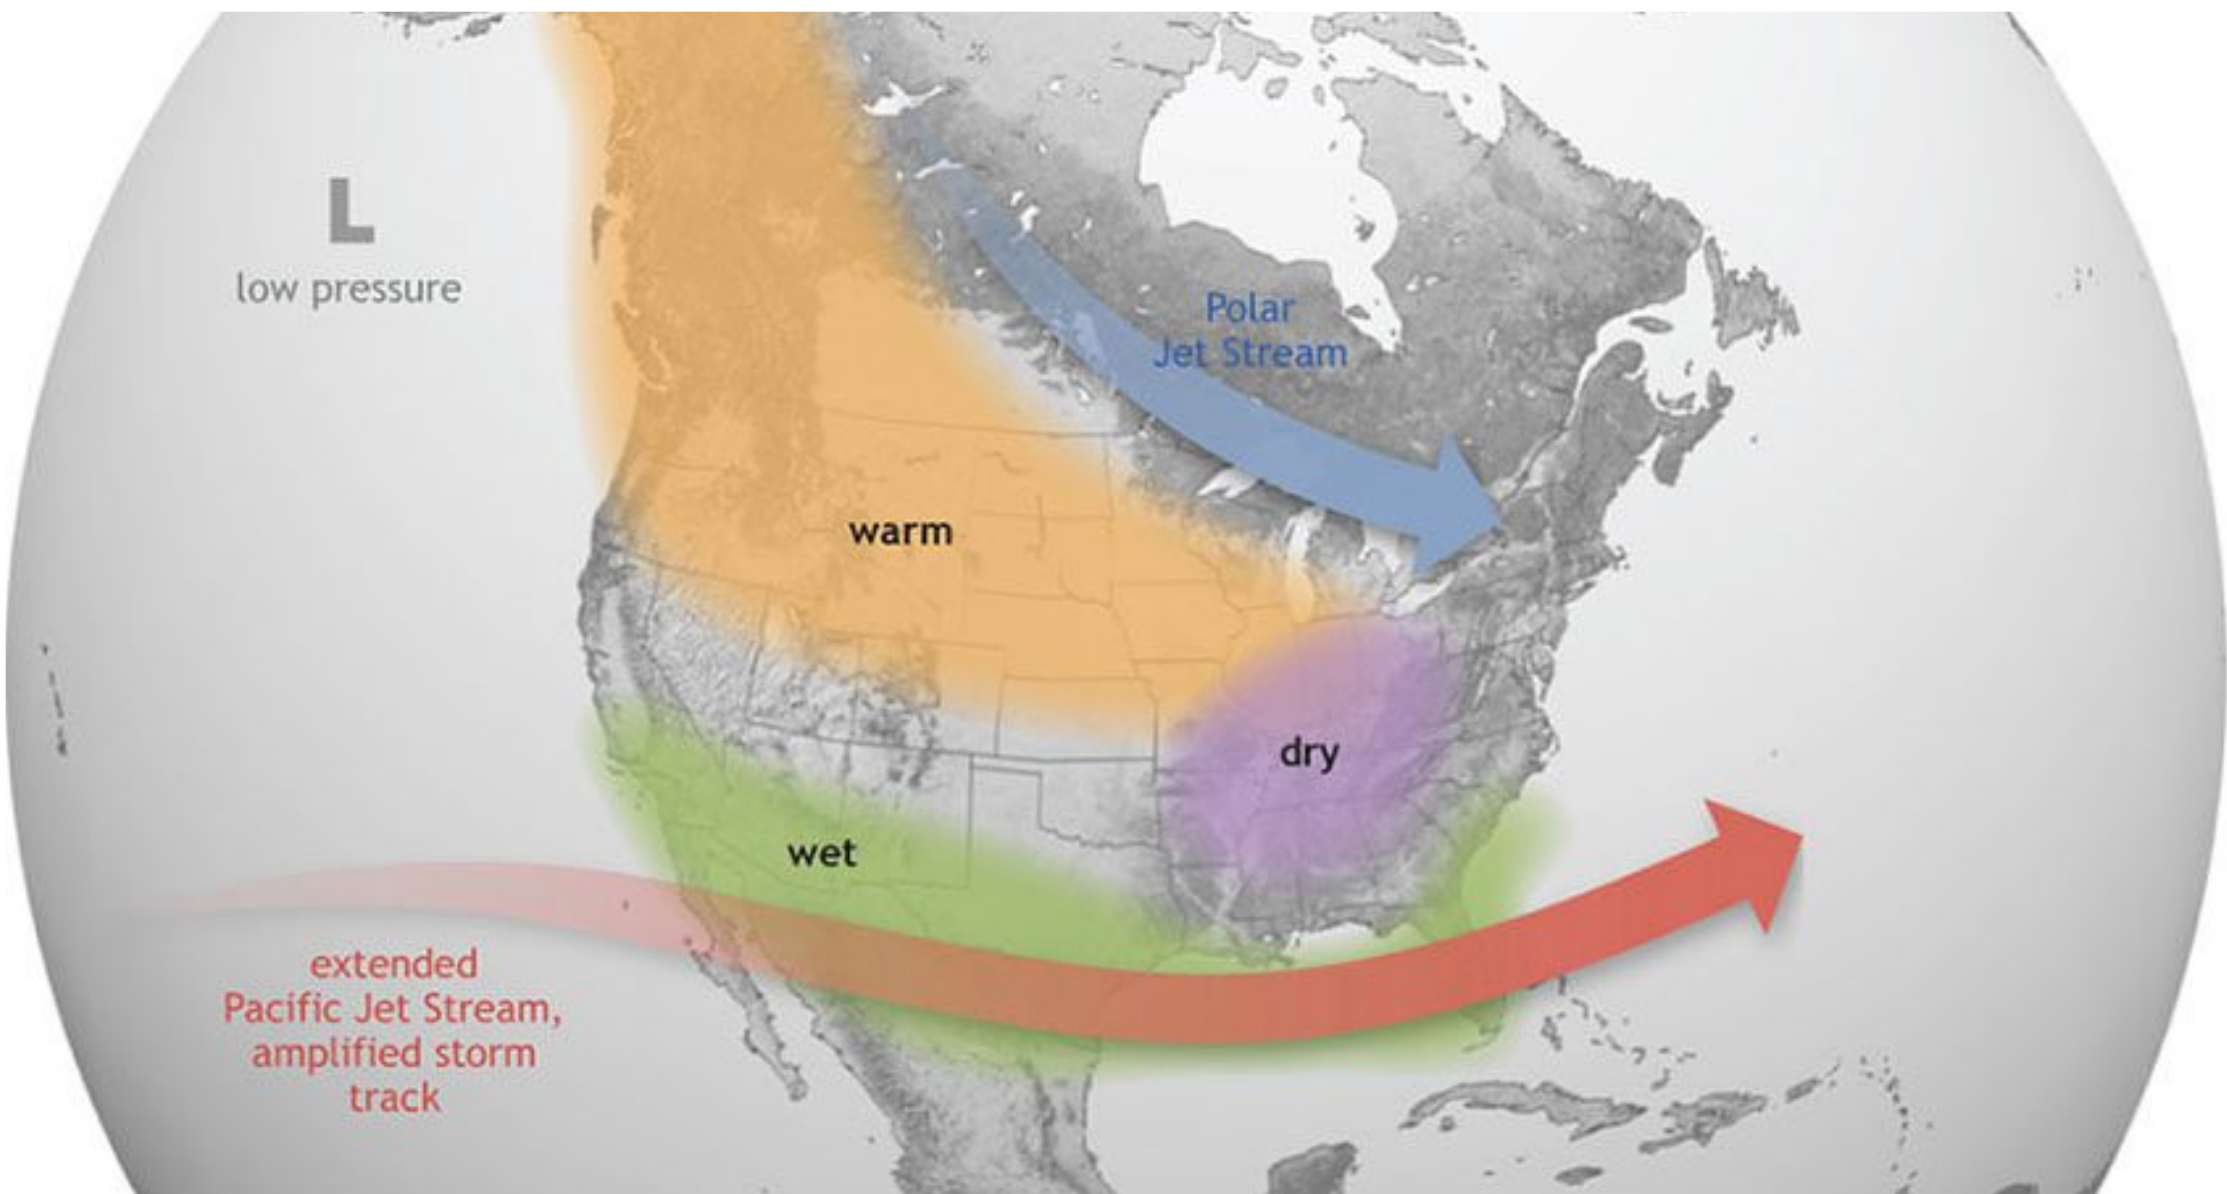 L
low pressure
Polar
Jet Stream
warm
dry
wet
extended
Pacific Jet Stream,
amplified storm
track